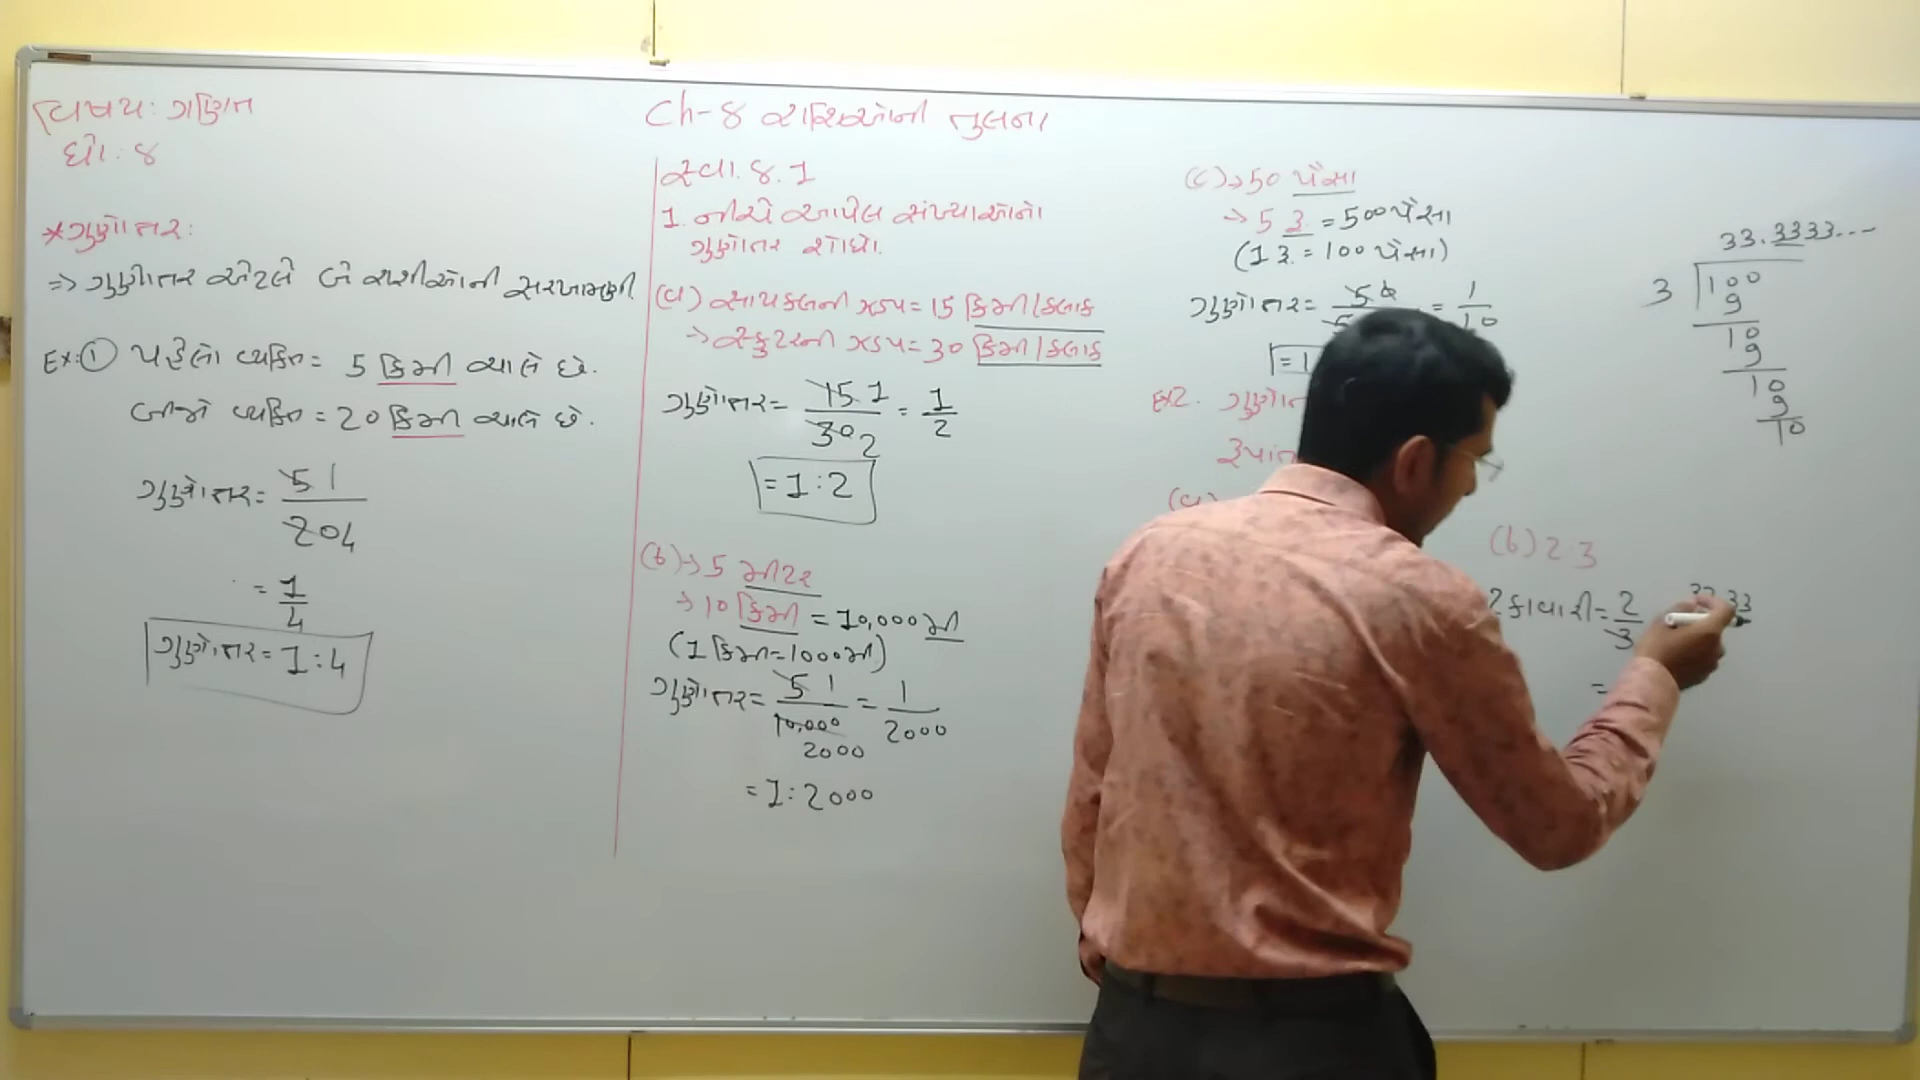 વિષય: ગણિત
ધો. ૪
*ગુણોત્તર:
=> ગુણોત્તર એટલે બે રાશીઓની સરખામણી
Ex:① પહેલો વ્યક્તિ = 5 કિમી ચાલે છે.
બીજો વ્યક્તિ = 20 કિમી ચાલે છે.
ગુણોત્તર = 5 1
20 4
= 1
4
ગુણોત્તર = 1:4
Ch-8 રાશિઓની તુલના
સ્વા. 8.1
1. નીચે આપેલ સંખ્યાઓનો
ગુણોત્તર શોધો.
(a) સાયકલની ઝડપ = 15 કિમી/કલાક
-> સ્કુટરની ઝડપ = 30 કિમી/કલાક
ગુણોત્તર = 15 1 = 1
30 2 2
= 1:2
(b) -> 5 મીટર
-> 10 કિમી = 10,000 મી
(1 કિમી = 1000 મી)
ગુણોત્તર = 5 1 = 1
10,000 2000
2000
= 1:2000
(c) -> 50 પૈસા
-> 5 રૂ. = 500 પૈસા
(1 રૂ. = 100 પૈસા)
ગુણોત્તર = 50 = 1
5 10
= 1
(b) 2:3
ટકાવારી = 2
3
33.33
=
33.3333...
3 100
9
10
9
10
9
10